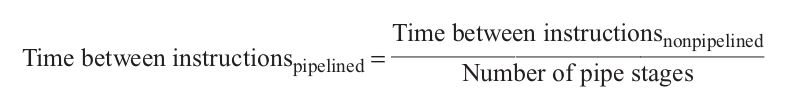 Time between instructions_pipelined = Time between instructions_nonpipelined
Number of pipe stages